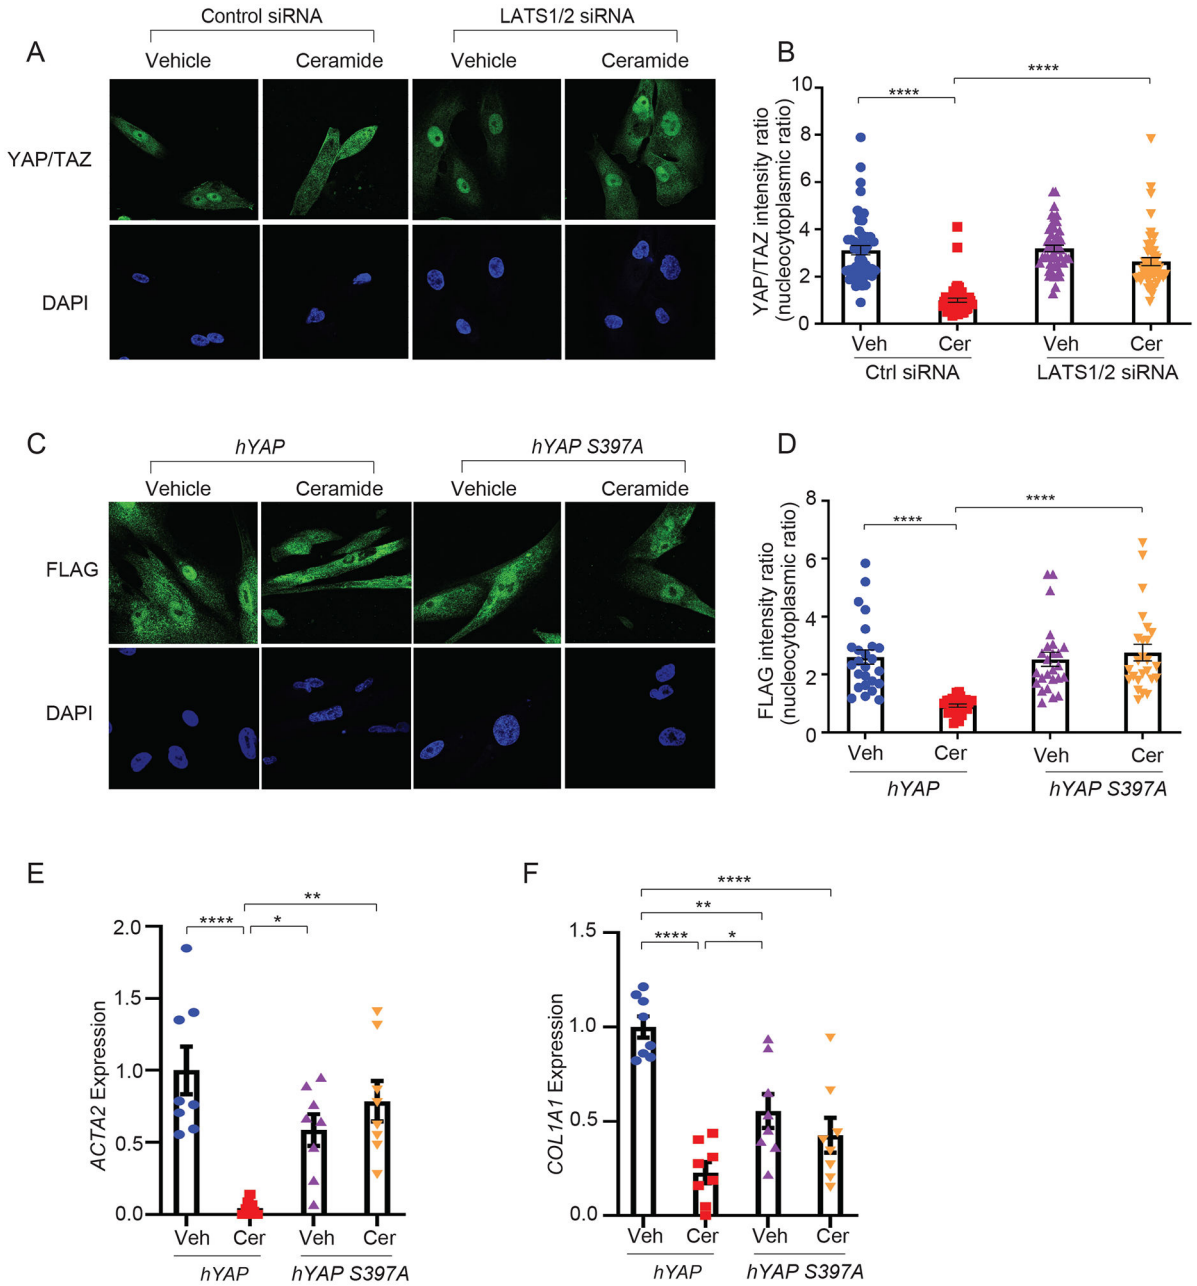 Control siRNA LATS1/2 siRNA
A Vehicle Ceramide Vehicle Ceramide
YAP/TAZ
DAPI
B
YAP/TAZ intensity ratio
(nucleocytoplasmic ratio)
10
8
6
4
2
0
**** ****
Veh Cer Veh Cer
Ctrl siRNA LATS1/2 siRNA
C hYAP hYAP S397A
Vehicle Ceramide Vehicle Ceramide
FLAG
DAPI
D
FLAG intensity ratio
(nucleocytoplasmic ratio)
8
6
4
2
0
**** ****
Veh Cer Veh Cer
hYAP hYAP S397A
E
ACTA2 Expression
2.0
1.5
1.0
0.5
0.0
**
**** *
Veh Cer Veh Cer
hYAP hYAP S397A
F
COL1A1 Expression
1.5
1.0
0.5
0.0
****
**
**** *
Veh Cer Veh Cer
hYAP hYAP S397A